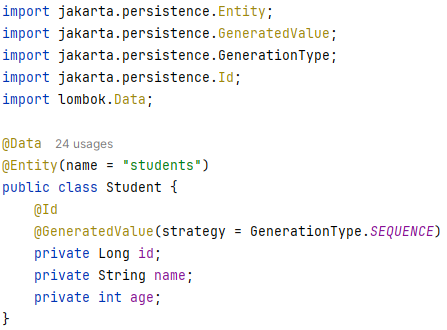 import jakarta.persistence.Entity;
import jakarta.persistence.GeneratedValue;
import jakarta.persistence.GenerationType;
import jakarta.persistence.Id;
import lombok.Data;

@Data 24 usages
@Entity(name = "students")
public class Student {
    @Id
    @GeneratedValue(strategy = GenerationType.SEQUENCE)
    private Long id;
    private String name;
    private int age;
}